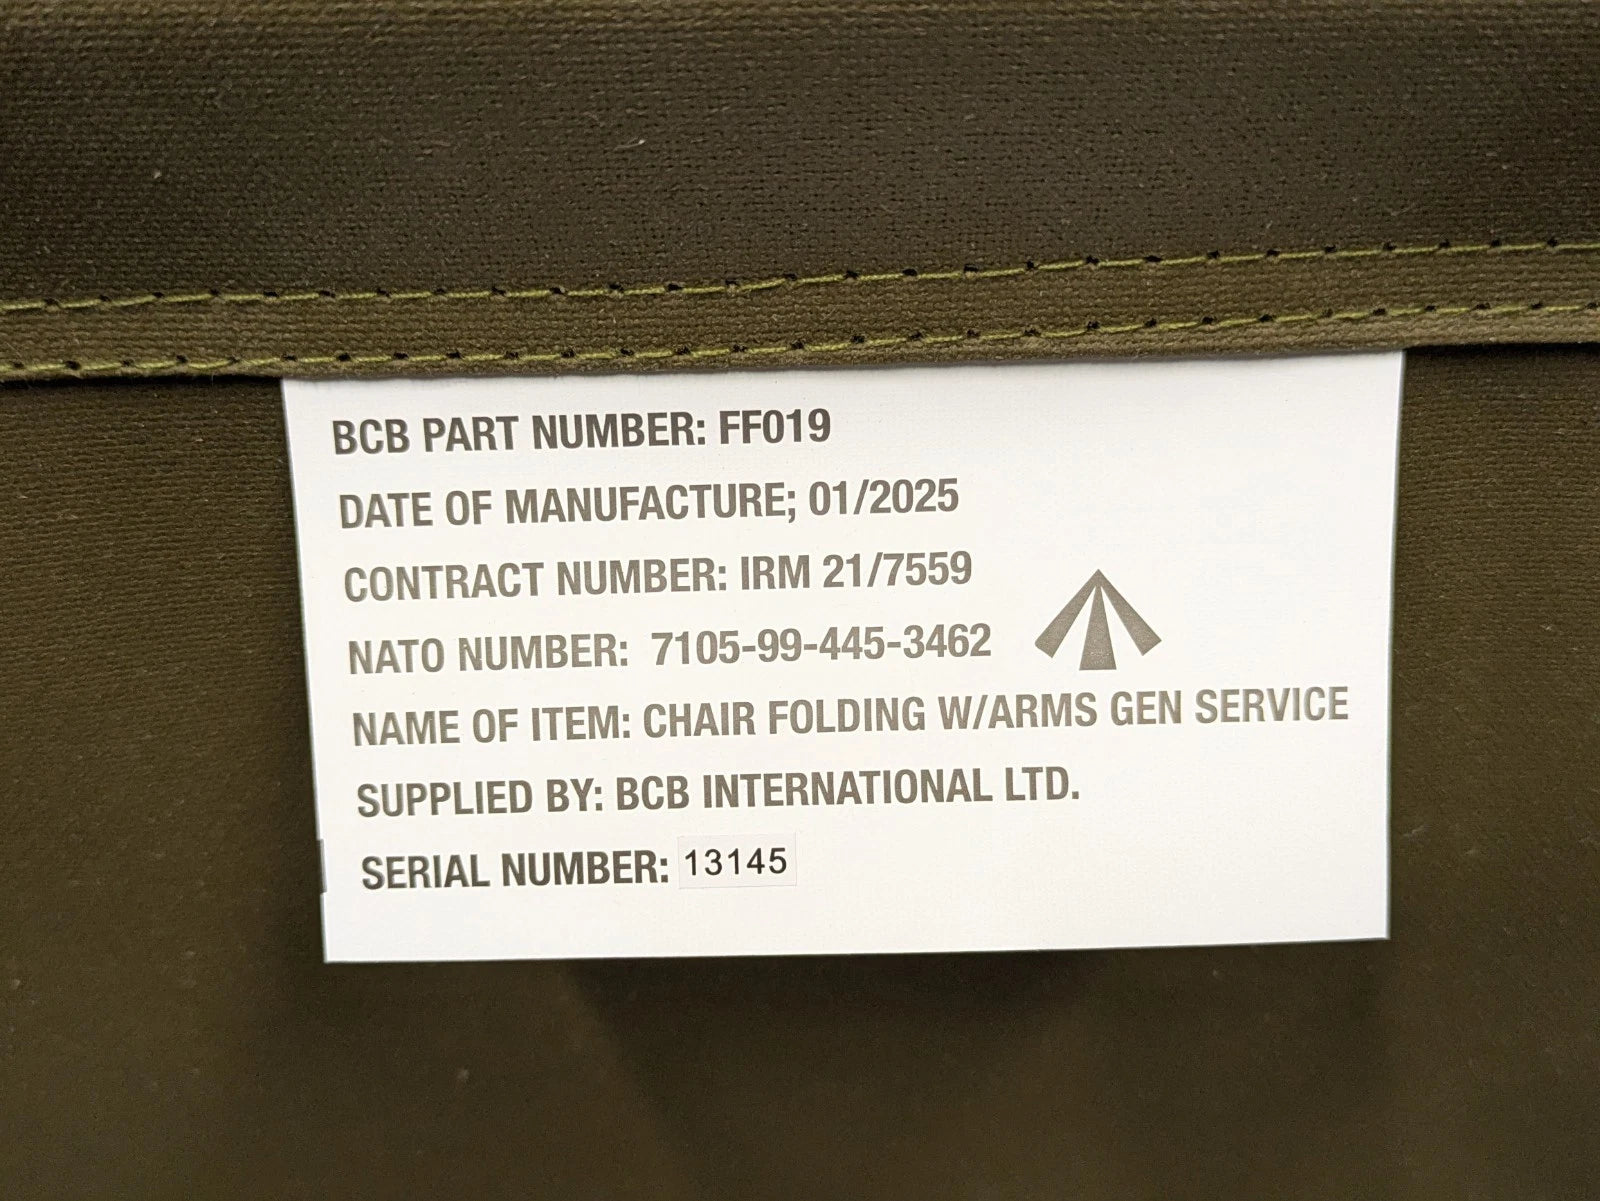 BCB PART NUMBER: FF019
DATE OF MANUFACTURE; 01/2025
CONTRACT NUMBER: IRM 21/7559
NATO NUMBER: 7105-99-445-3462
NAME OF ITEM: CHAIR FOLDING W/ARMS GEN SERVICE
SUPPLIED BY: BCB INTERNATIONAL LTD.
SERIAL NUMBER: 13145